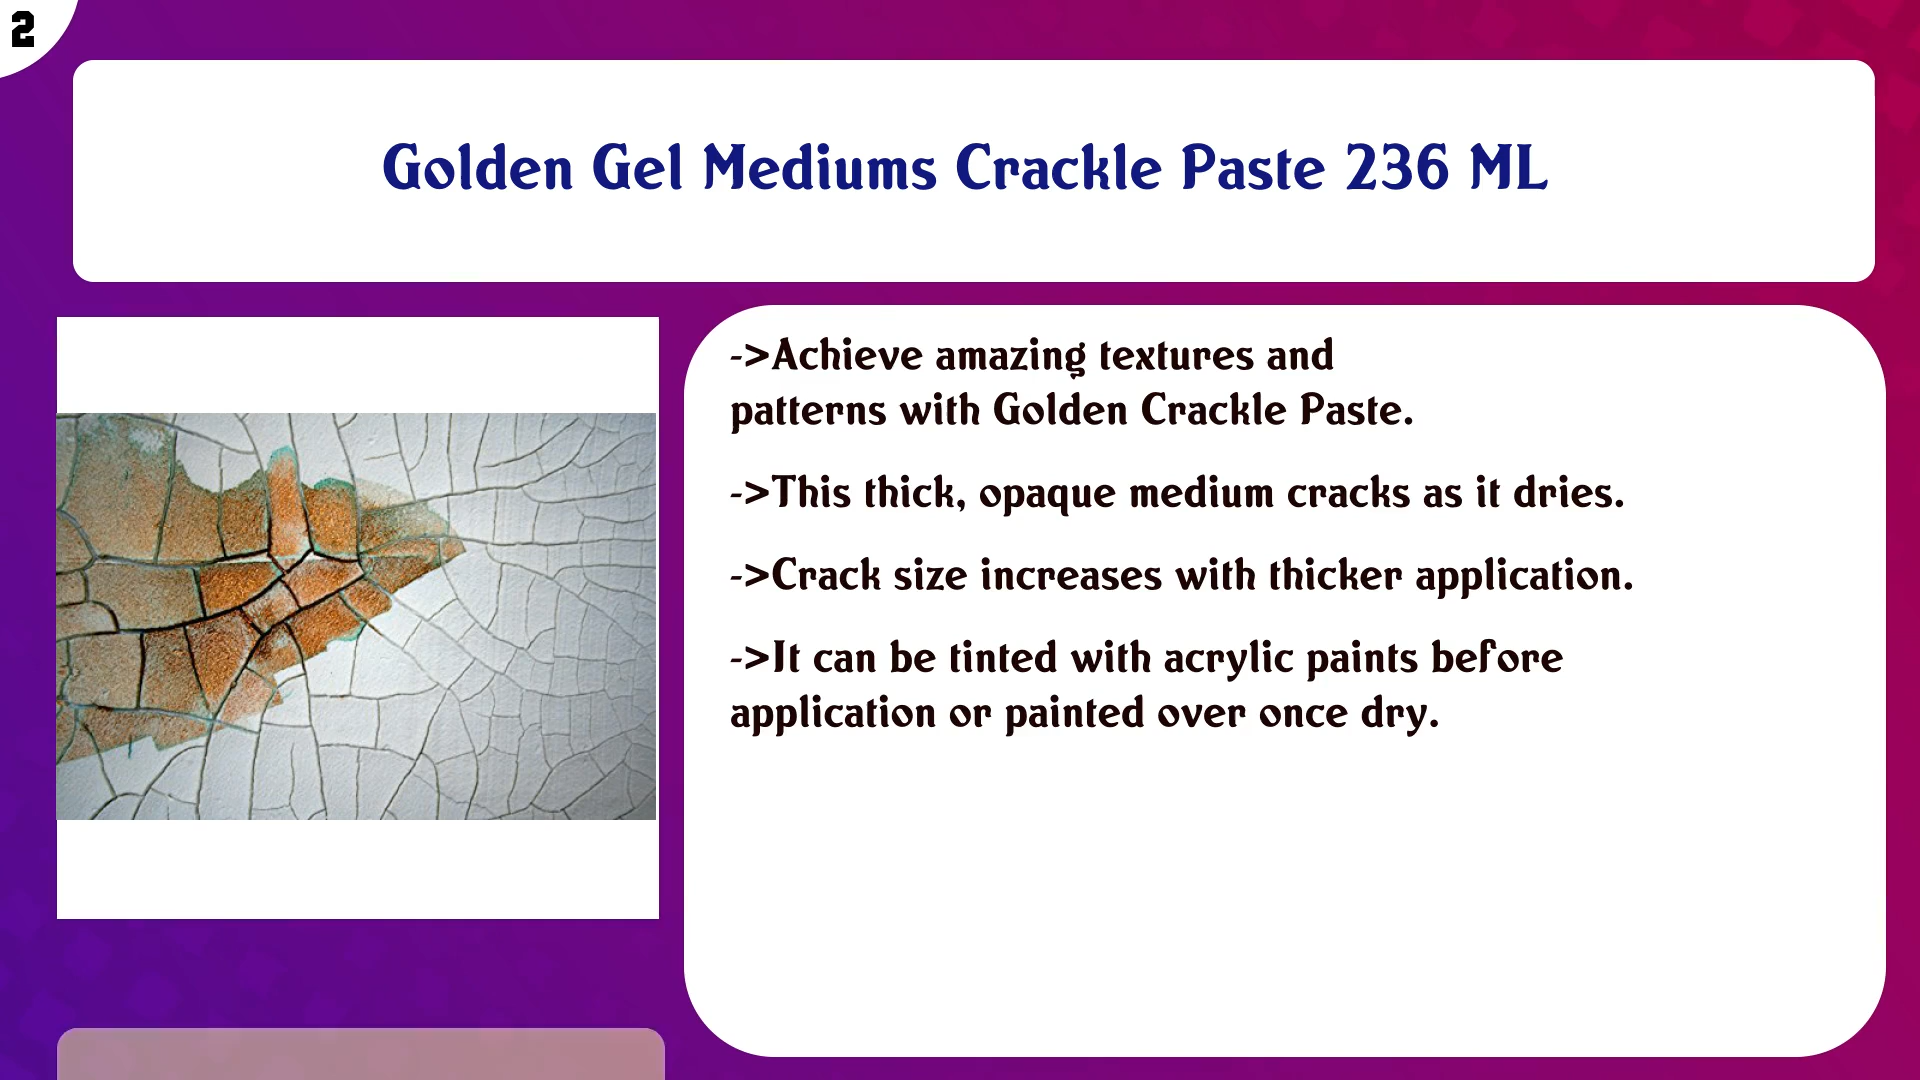 2
Golden Gel Mediums Crackle Paste 236 ML
->Achieve amazing textures and
patterns with Golden Crackle Paste.
->This thick, opaque medium cracks as it dries.
->Crack size increases with thicker application.
->It can be tinted with acrylic paints before
application or painted over once dry.